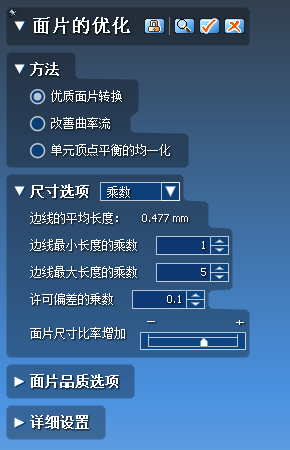 面片的优化
方法
优质面片转换
改善曲率流
单元顶点平衡的均一化
尺寸选项 乘数
边线的平均长度: 0.477 mm
边线最小长度的乘数 1
边线最大长度的乘数 5
许可偏差的乘数 0.1
面片尺寸比率增加 − +
面片品质选项
详细设置